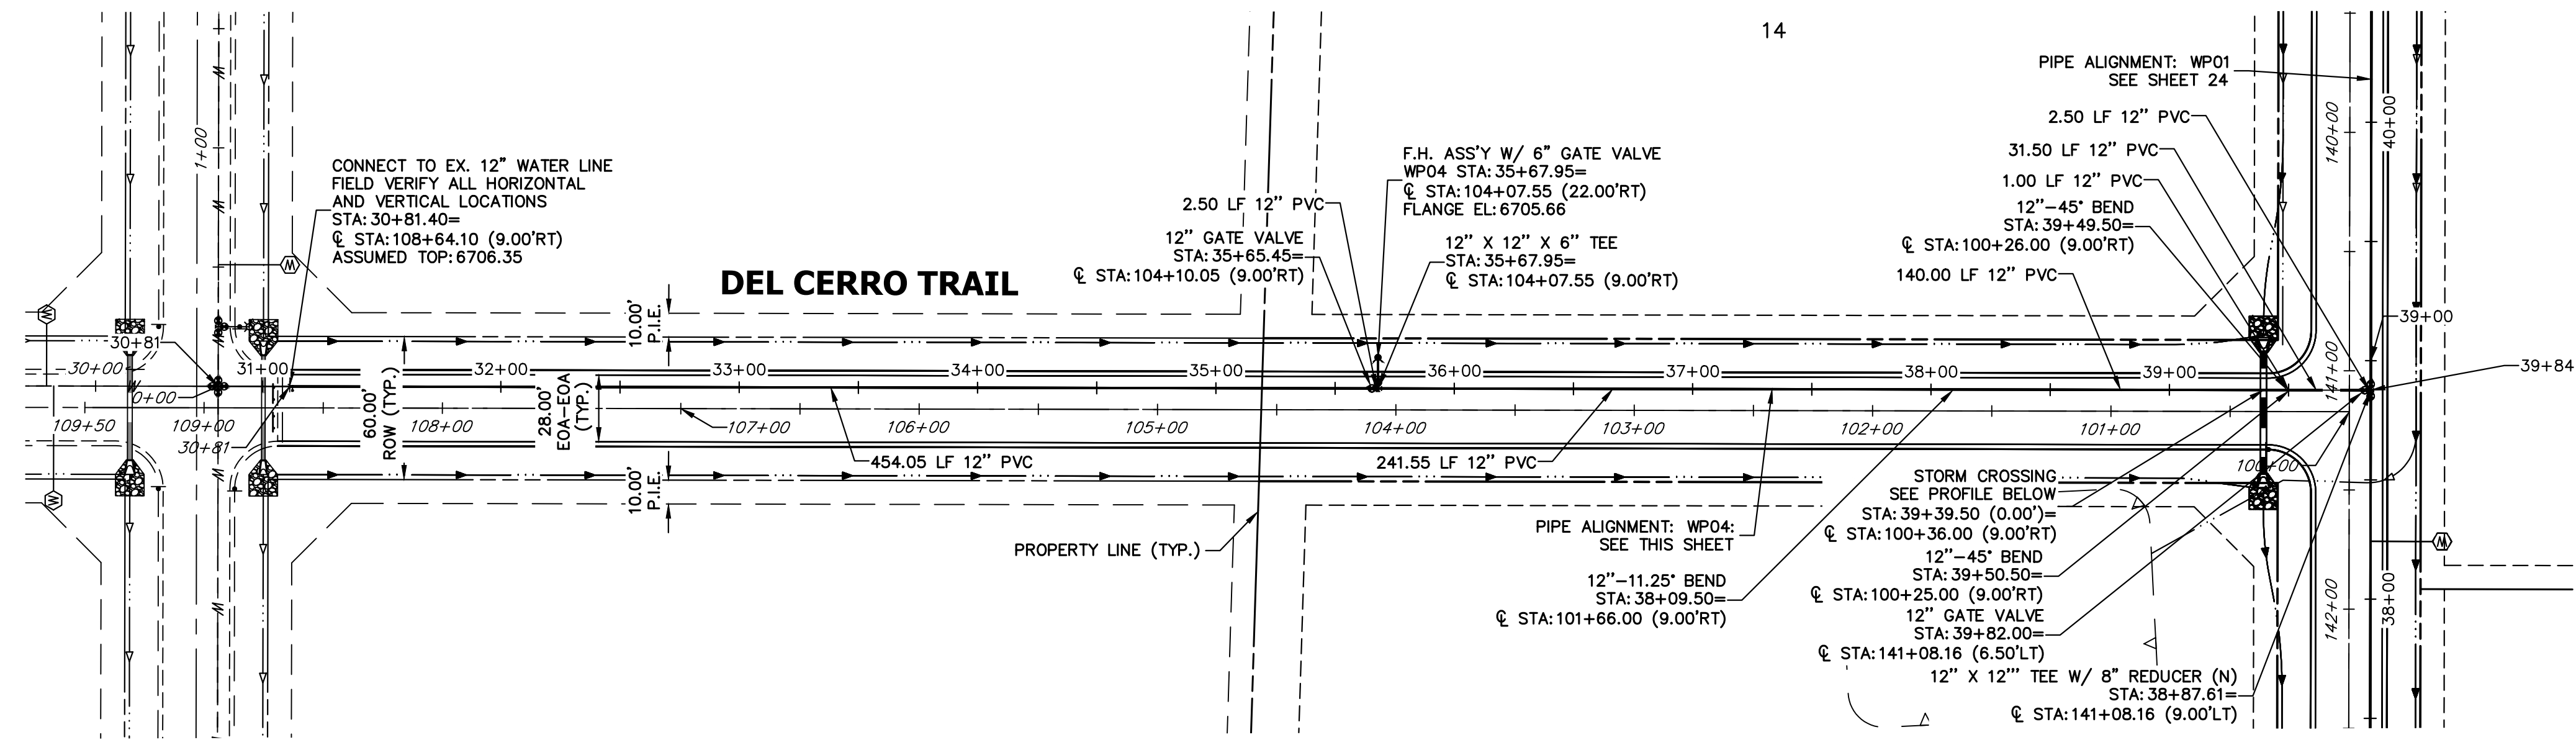 14
PIPE ALIGNMENT: WP01
SEE SHEET 24
2.50 LF 12" PVC
31.50 LF 12" PVC
1.00 LF 12" PVC
12"-45° BEND
STA: 39+49.50=
℄ STA: 100+26.00 (9.00'RT)
140.00 LF 12" PVC
140+00
40+00
1+00
CONNECT TO EX. 12" WATER LINE
FIELD VERIFY ALL HORIZONTAL
AND VERTICAL LOCATIONS
STA: 30+81.40=
℄ STA: 108+64.10 (9.00'RT)
ASSUMED TOP: 6706.35
F.H. ASS'Y W/ 6" GATE VALVE
WP04 STA: 35+67.95=
℄ STA: 104+07.55 (22.00'RT)
FLANGE EL: 6705.66
2.50 LF 12" PVC
12" GATE VALVE
STA: 35+65.45=
℄ STA: 104+10.05 (9.00'RT)
12" X 12" X 6" TEE
STA: 35+67.95=
℄ STA: 104+07.55 (9.00'RT)
DEL CERRO TRAIL
W
W
W
10.00'
P.I.E.
39+00
39+84
30+81
30+00
31+00
32+00
33+00
34+00
35+00
36+00
37+00
38+00
39+00
141+00
0+00
60.00'
ROW (TYP.)
28.00'
EOA-EOA
(TYP.)
109+50
109+00
108+00
107+00
106+00
105+00
104+00
103+00
102+00
101+00
100+00
30+81
454.05 LF 12" PVC
241.55 LF 12" PVC
10.00'
P.I.E.
PROPERTY LINE (TYP.)
PIPE ALIGNMENT: WP04:
SEE THIS SHEET
12"-11.25° BEND
STA: 38+09.50=
℄ STA: 101+66.00 (9.00'RT)
STORM CROSSING
SEE PROFILE BELOW
STA: 39+39.50 (0.00')=
℄ STA: 100+36.00 (9.00'RT)
12"-45° BEND
STA: 39+50.50=
℄ STA: 100+25.00 (9.00'RT)
12" GATE VALVE
STA: 39+82.00=
℄ STA: 141+08.16 (6.50'LT)
12" X 12"' TEE W/ 8" REDUCER (N)
STA: 38+87.61=
℄ STA: 141+08.16 (9.00'LT)
142+00
38+00
W
W